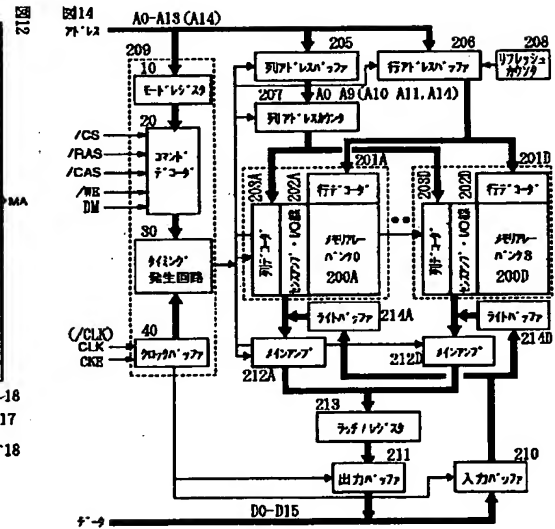 図12
図14
アドレス
A0-A13(A14)
209
10
モードレジスタ
20
コマンド
デコーダ
/CS
/RAS
/CAS
/WE
DM
30
タイミング
発生回路
(/CLK)
CLK
CKE
40
クロックバッファ
205
列アドレスバッファ
206
行アドレスバッファ
208
リフレッシュ
カウンタ
207
A0 A9(A10 A11,A14)
列アドレスカウンタ
201A
203A
202A
行デコーダ
列デコーダ
センスアンプ・I/O線
メモリアレー
バンク0
200A
201D
203D
202D
行デコーダ
列デコーダ
センスアンプ・I/O線
メモリアレー
バンク8
200D
ライトバッファ
214A
ライトバッファ
214D
メインアンプ
212A
メインアンプ
212D
213
ラッチ/レジスタ
211
出力バッファ
210
入力バッファ
データ
D0-D15
MA
18
17
18